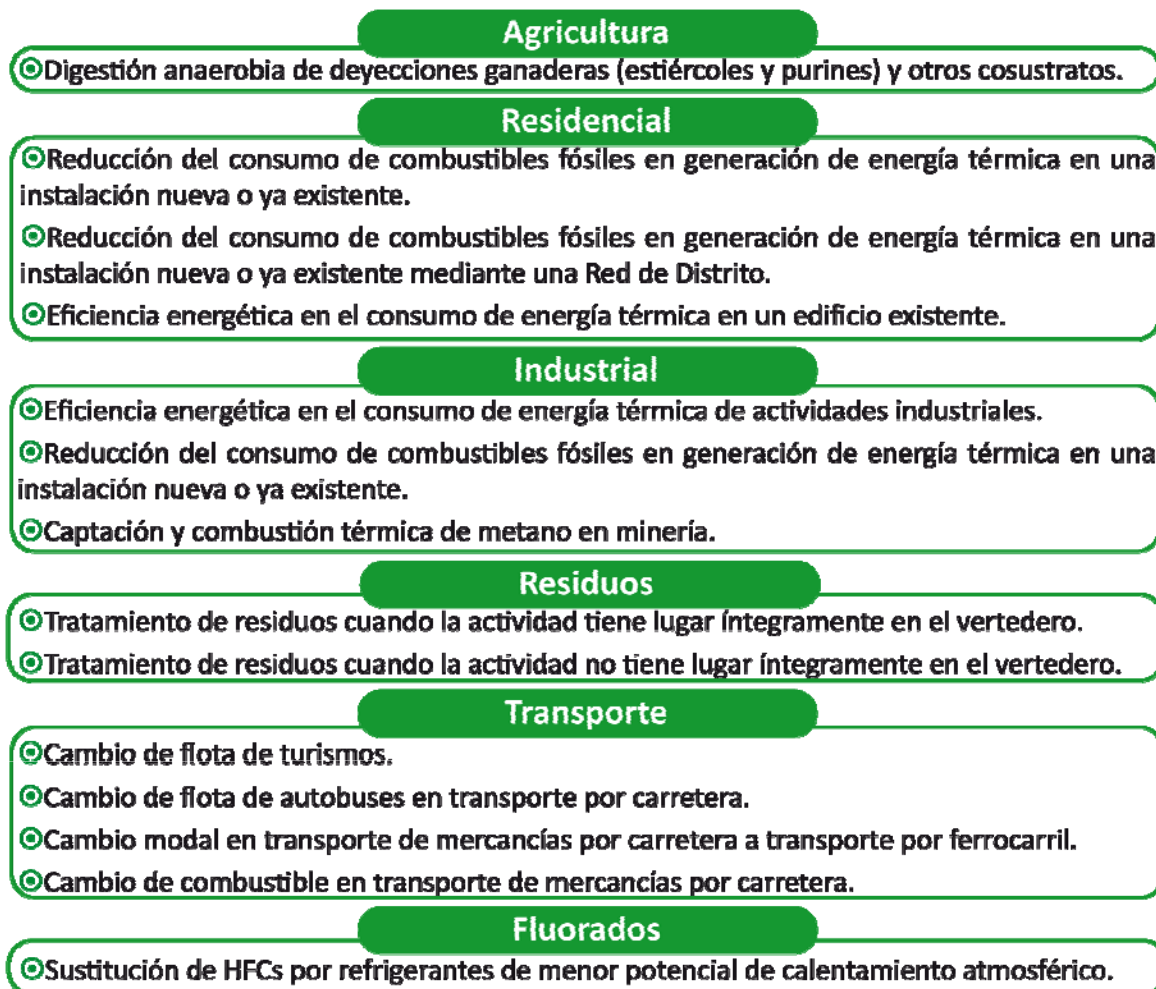 Agricultura
Digestión anaerobia de deyecciones ganaderas (estiércoles y purines) y otros cosustratos.
Residencial
Reducción del consumo de combustibles fósiles en generación de energía térmica en una
instalación nueva o ya existente.
Reducción del consumo de combustibles fósiles en generación de energía térmica en una
instalación nueva o ya existente mediante una Red de Distrito.
Eficiencia energética en el consumo de energía térmica en un edificio existente.
Industrial
Eficiencia energética en el consumo de energía térmica de actividades industriales.
Reducción del consumo de combustibles fósiles en generación de energía térmica en una
instalación nueva o ya existente.
Captación y combustión térmica de metano en minería.
Residuos
Tratamiento de residuos cuando la actividad tiene lugar íntegramente en el vertedero.
Tratamiento de residuos cuando la actividad no tiene lugar íntegramente en el vertedero.
Transporte
Cambio de flota de turismos.
Cambio de flota de autobuses en transporte por carretera.
Cambio modal en transporte de mercancías por carretera a transporte por ferrocarril.
Cambio de combustible en transporte de mercancías por carretera.
Fluorados
Sustitución de HFCs por refrigerantes de menor potencial de calentamiento atmosférico.